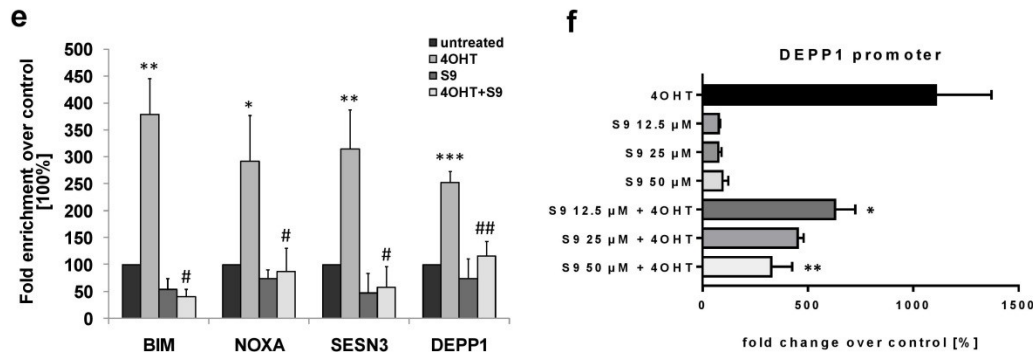 e
Fold enrichment over control
[100%]
500
450
400
350
300
250
200
150
100
50
0
**
#
*
#
**
#
***
##
BIM NOXA SESN3 DEPP1
untreated
4OHT
S9
4OHT+S9
f
DEPP1 promoter
4OHT
S9 12.5 µM
S9 25 µM
S9 50 µM
S9 12.5 µM + 4OHT *
S9 25 µM + 4OHT
S9 50 µM + 4OHT **
0 500 1000 1500
fold change over control [%]